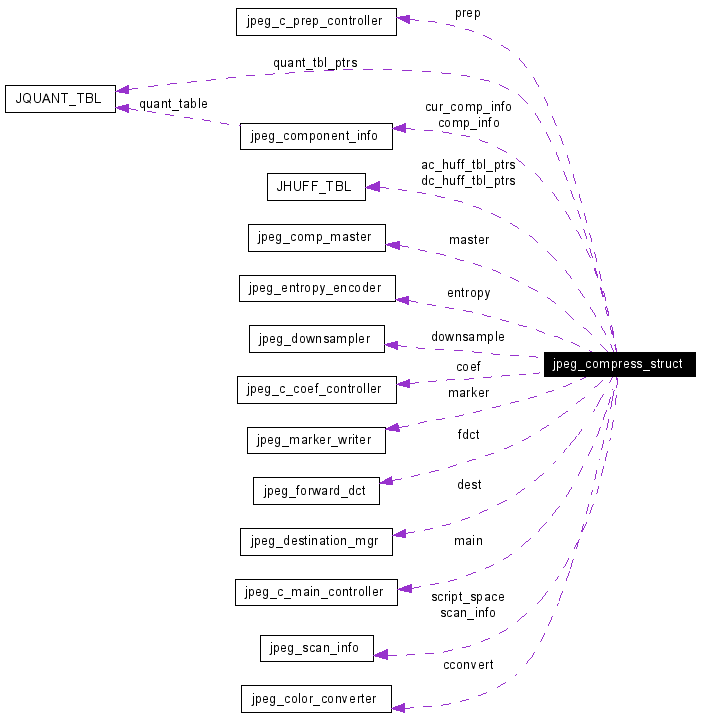 jpeg_c_prep_controller
prep
quant_tbl_ptrs
JQUANT_TBL
quant_table
cur_comp_info
comp_info
jpeg_component_info
ac_huff_tbl_ptrs
dc_huff_tbl_ptrs
JHUFF_TBL
jpeg_comp_master
master
jpeg_entropy_encoder
entropy
jpeg_downsampler
downsample
jpeg_compress_struct
coef
jpeg_c_coef_controller
marker
jpeg_marker_writer
fdct
jpeg_forward_dct
dest
jpeg_destination_mgr
main
jpeg_c_main_controller
script_space
scan_info
jpeg_scan_info
cconvert
jpeg_color_converter